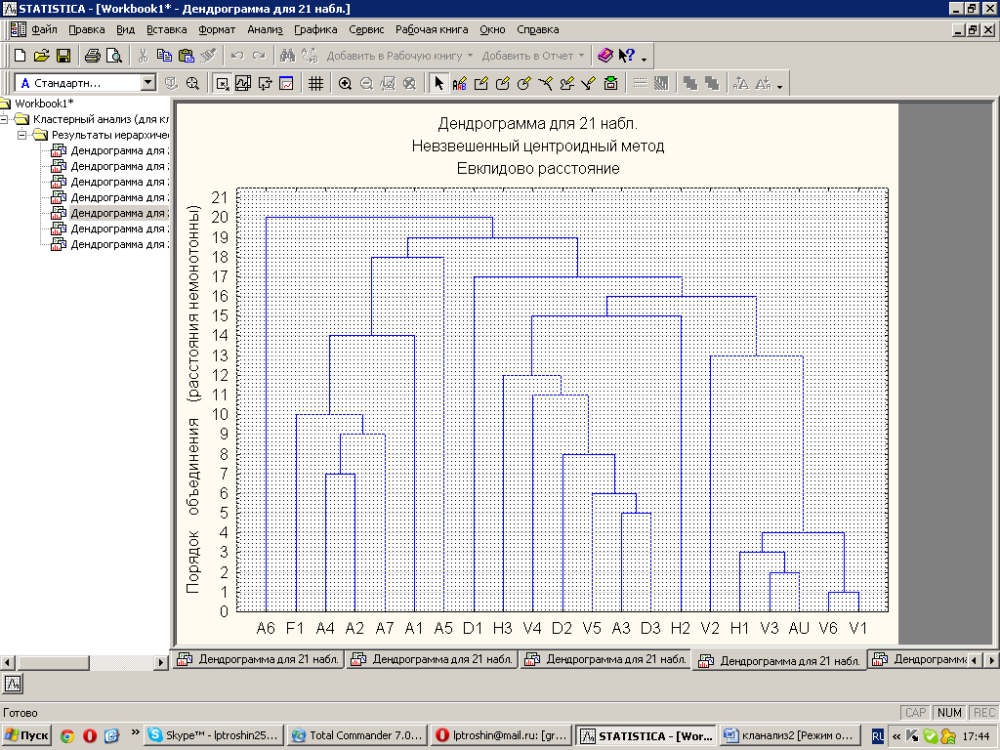 STATISTICA - [Workbook1* - Дендрограмма для 21 набл.]
Файл Правка Вид Вставка Формат Анализ Графика Сервис Рабочая книга Окно Справка
Добавить в Рабочую книгу Добавить в Отчет
A Стандартн...
Workbook1*
Кластерный анализ (для кл
Результаты иерархиче
Дендрограмма для 2
Дендрограмма для 2
Дендрограмма для 2
Дендрограмма для 2
Дендрограмма для 2
Дендрограмма для 2
Дендрограмма для 2
Дендрограмма для 21 набл.
Невзвешенный центроидный метод
Евклидово расстояние
Порядок объединения (расстояния немонотонны)
21
20
19
18
17
16
15
14
13
12
11
10
9
8
7
6
5
4
3
2
1
0
A6 F1 A4 A2 A7 A1 A5 D1 H3 V4 D2 V5 A3 D3 H2 V2 H1 V3 AU V6 V1
Дендрограмма для 21 набл. Дендрограмма для 21 набл. Дендрограмма для 21 набл. Дендрограмма для 21 набл. Дендрограмма
Готово CAP NUM REC
Пуск » Skype™ - lptroshin25... Total Commander 7.0... lptroshin@mail.ru: [gr... STATISTICA - [Wor... кланализ2 [Режим о... RU « 17:44